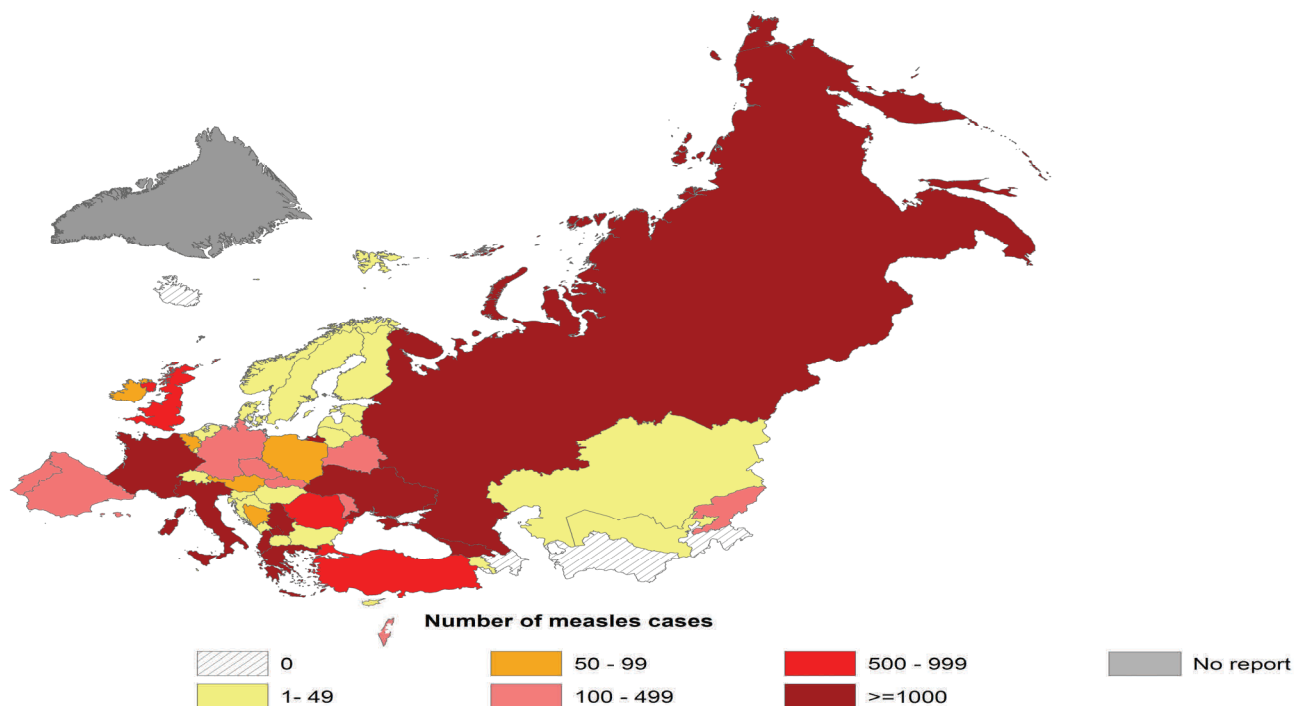 Number of measles cases
0
50 - 99
500 - 999
No report
1- 49
100 - 499
>=1000